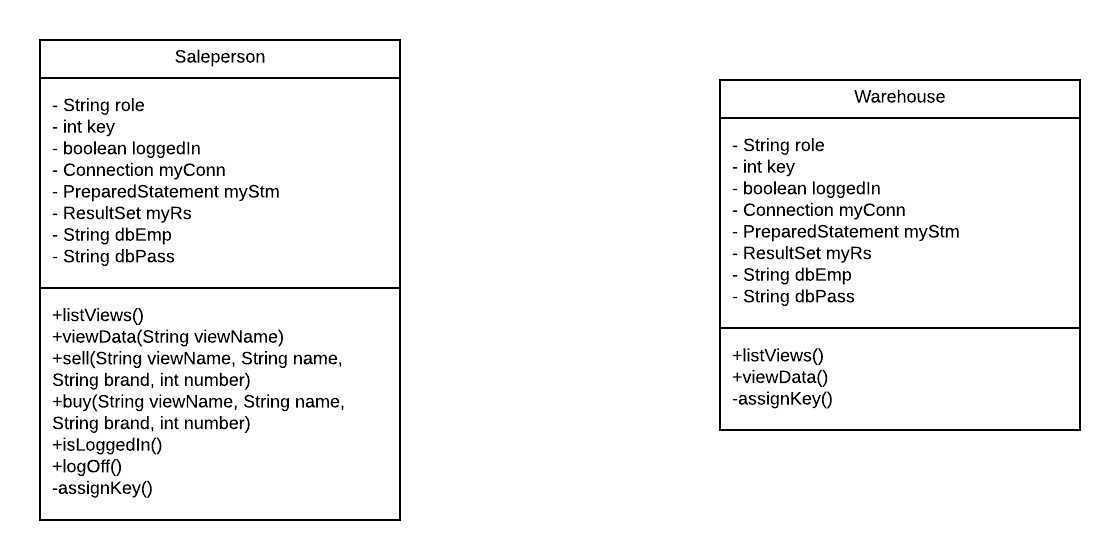 Saleperson
- String role
- int key
- boolean loggedIn
- Connection myConn
- PreparedStatement myStm
- ResultSet myRs
- String dbEmp
- String dbPass
+listViews()
+viewData(String viewName)
+sell(String viewName, String name,
String brand, int number)
+buy(String viewName, String name,
String brand, int number)
+isLoggedIn()
+logOff()
-assignKey()
Warehouse
- String role
- int key
- boolean loggedIn
- Connection myConn
- PreparedStatement myStm
- ResultSet myRs
- String dbEmp
- String dbPass
+listViews()
+viewData()
-assignKey()